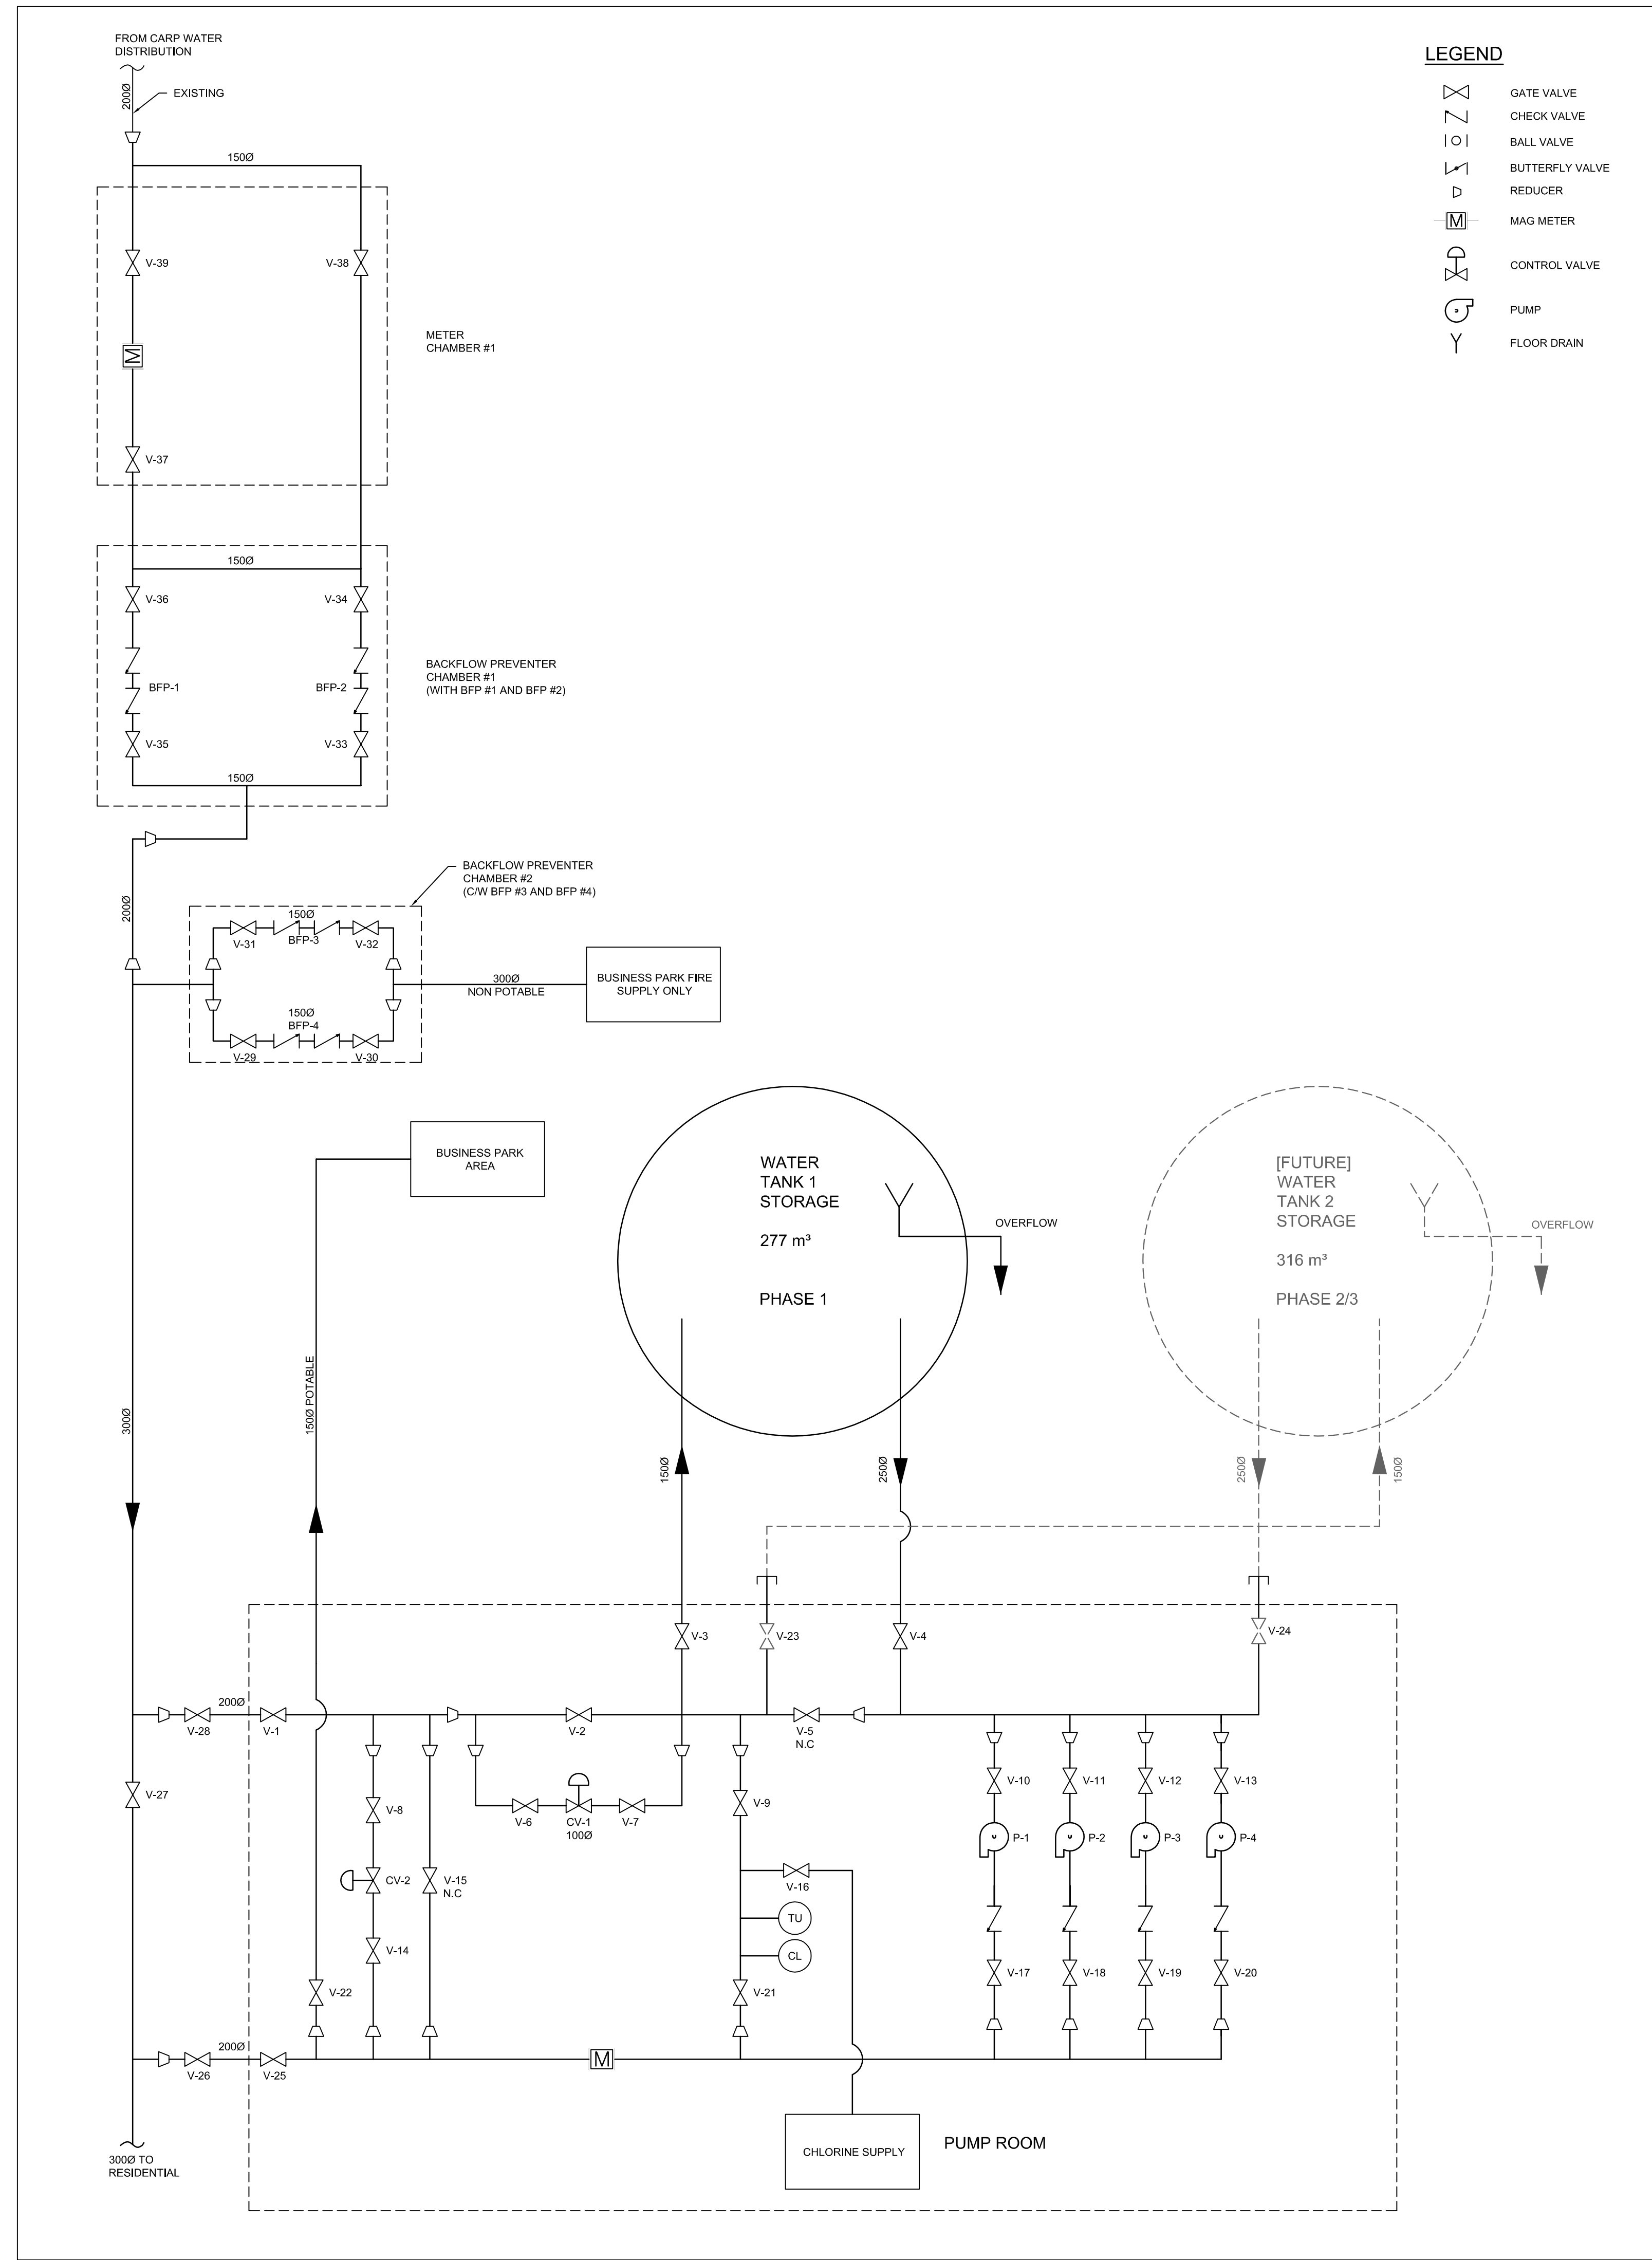 FROM CARP WATER
DISTRIBUTION
200Ø
EXISTING
150Ø
V-39
V-38
M
METER
CHAMBER #1
V-37
150Ø
V-36
V-34
BFP-1
BFP-2
BACKFLOW PREVENTER
CHAMBER #1
(WITH BFP #1 AND BFP #2)
V-35
V-33
150Ø
200Ø
BACKFLOW PREVENTER
CHAMBER #2
(C/W BFP #3 AND BFP #4)
150Ø
V-31
BFP-3
V-32
300Ø
NON POTABLE
BUSINESS PARK FIRE
SUPPLY ONLY
150Ø
BFP-4
V-29
V-30
LEGEND
GATE VALVE
CHECK VALVE
BALL VALVE
BUTTERFLY VALVE
REDUCER
M
MAG METER
CONTROL VALVE
PUMP
FLOOR DRAIN
BUSINESS PARK
AREA
WATER
TANK 1
STORAGE
277 m³
PHASE 1
OVERFLOW
[FUTURE]
WATER
TANK 2
STORAGE
316 m³
PHASE 2/3
OVERFLOW
300Ø
150Ø POTABLE
150Ø
250Ø
250Ø
150Ø
V-3
V-23
V-4
V-24
200Ø
V-28
V-1
V-2
V-5
N.C
V-27
V-8
V-6
CV-1
100Ø
V-7
V-9
V-10
V-11
V-12
V-13
P-1
P-2
P-3
P-4
CV-2
V-15
N.C
V-16
TU
CL
V-14
V-22
V-21
V-17
V-18
V-19
V-20
200Ø
V-26
V-25
M
CHLORINE SUPPLY
PUMP ROOM
300Ø TO
RESIDENTIAL